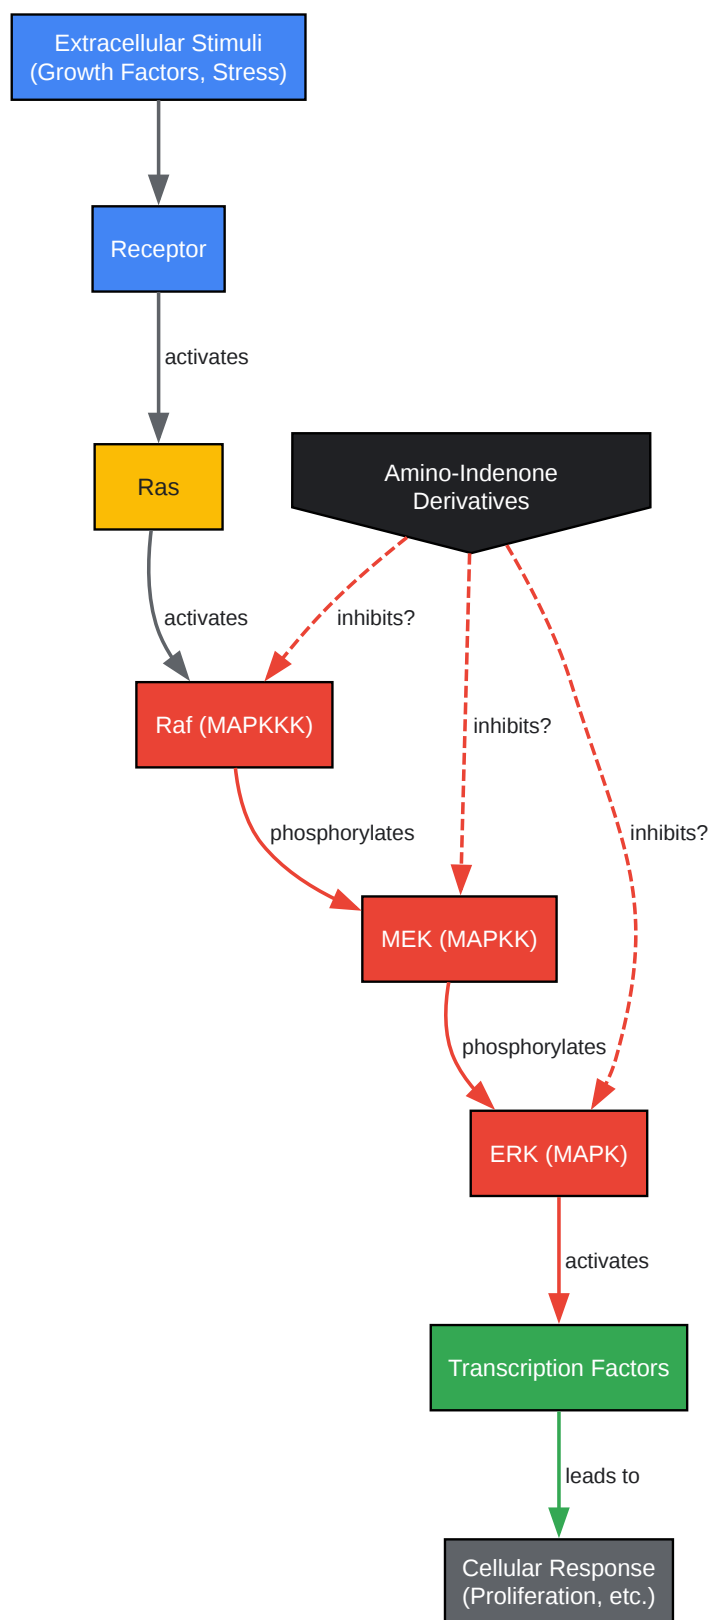 Extracellular Stimuli
(Growth Factors, Stress)
Receptor
activates
Ras
Amino-Indenone
Derivatives
activates
inhibits?
Raf (MAPKKK)
inhibits?
phosphorylates
inhibits?
MEK (MAPKK)
phosphorylates
ERK (MAPK)
activates
Transcription Factors
leads to
Cellular Response
(Proliferation, etc.)